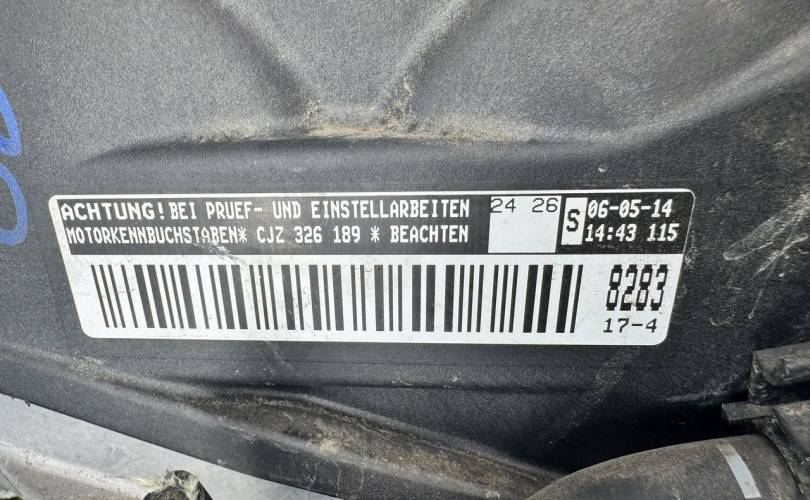 ACHTUNG! BEI PRUEF- UND EINSTELLARBEITEN
MOTORKENNBUCHSTABEN* CJZ 326 189 * BEACHTEN
24 26
S
06-05-14
14:43 115
8283
17-4